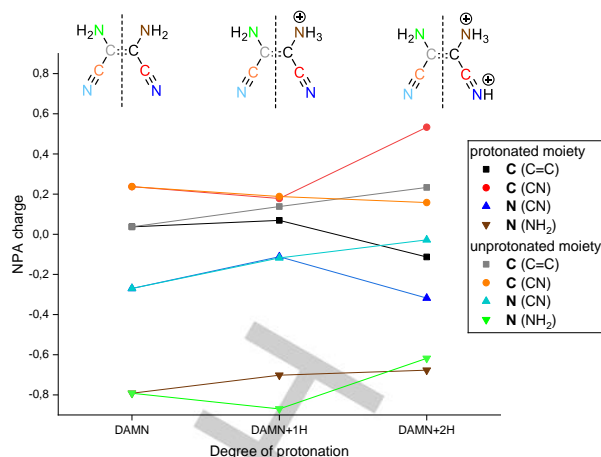 H₂N NH₂ H₂N ⊕ NH₃ H₂N ⊕ NH₃
C C C C C C
C C C C C C ⊕
N N N N N NH
0,8
0,6
0,4
0,2
0,0
-0,2
-0,4
-0,6
-0,8
NPA charge
DAMN DAMN+1H DAMN+2H
Degree of protonation
protonated moiety
C (C=C)
C (CN)
N (CN)
N (NH₂)
unprotonated moiety
C (C=C)
C (CN)
N (CN)
N (NH₂)